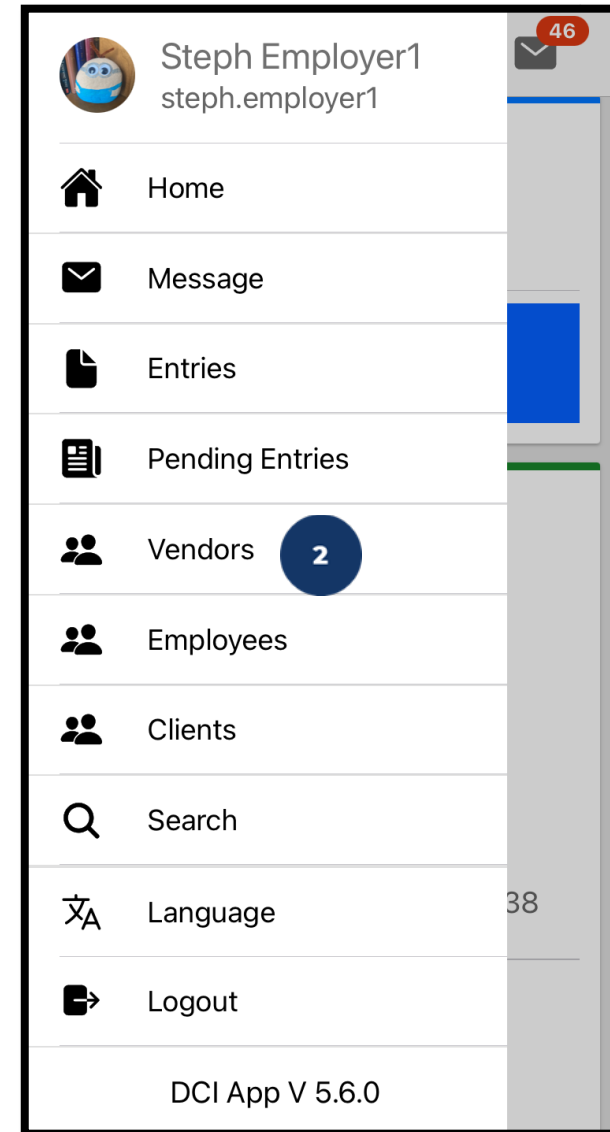 Steph Employer1
46
steph.employer1
Home
Message
Entries
Pending Entries
Vendors
2
Employees
Clients
Search
38
Language
Logout
DCI App V 5.6.0